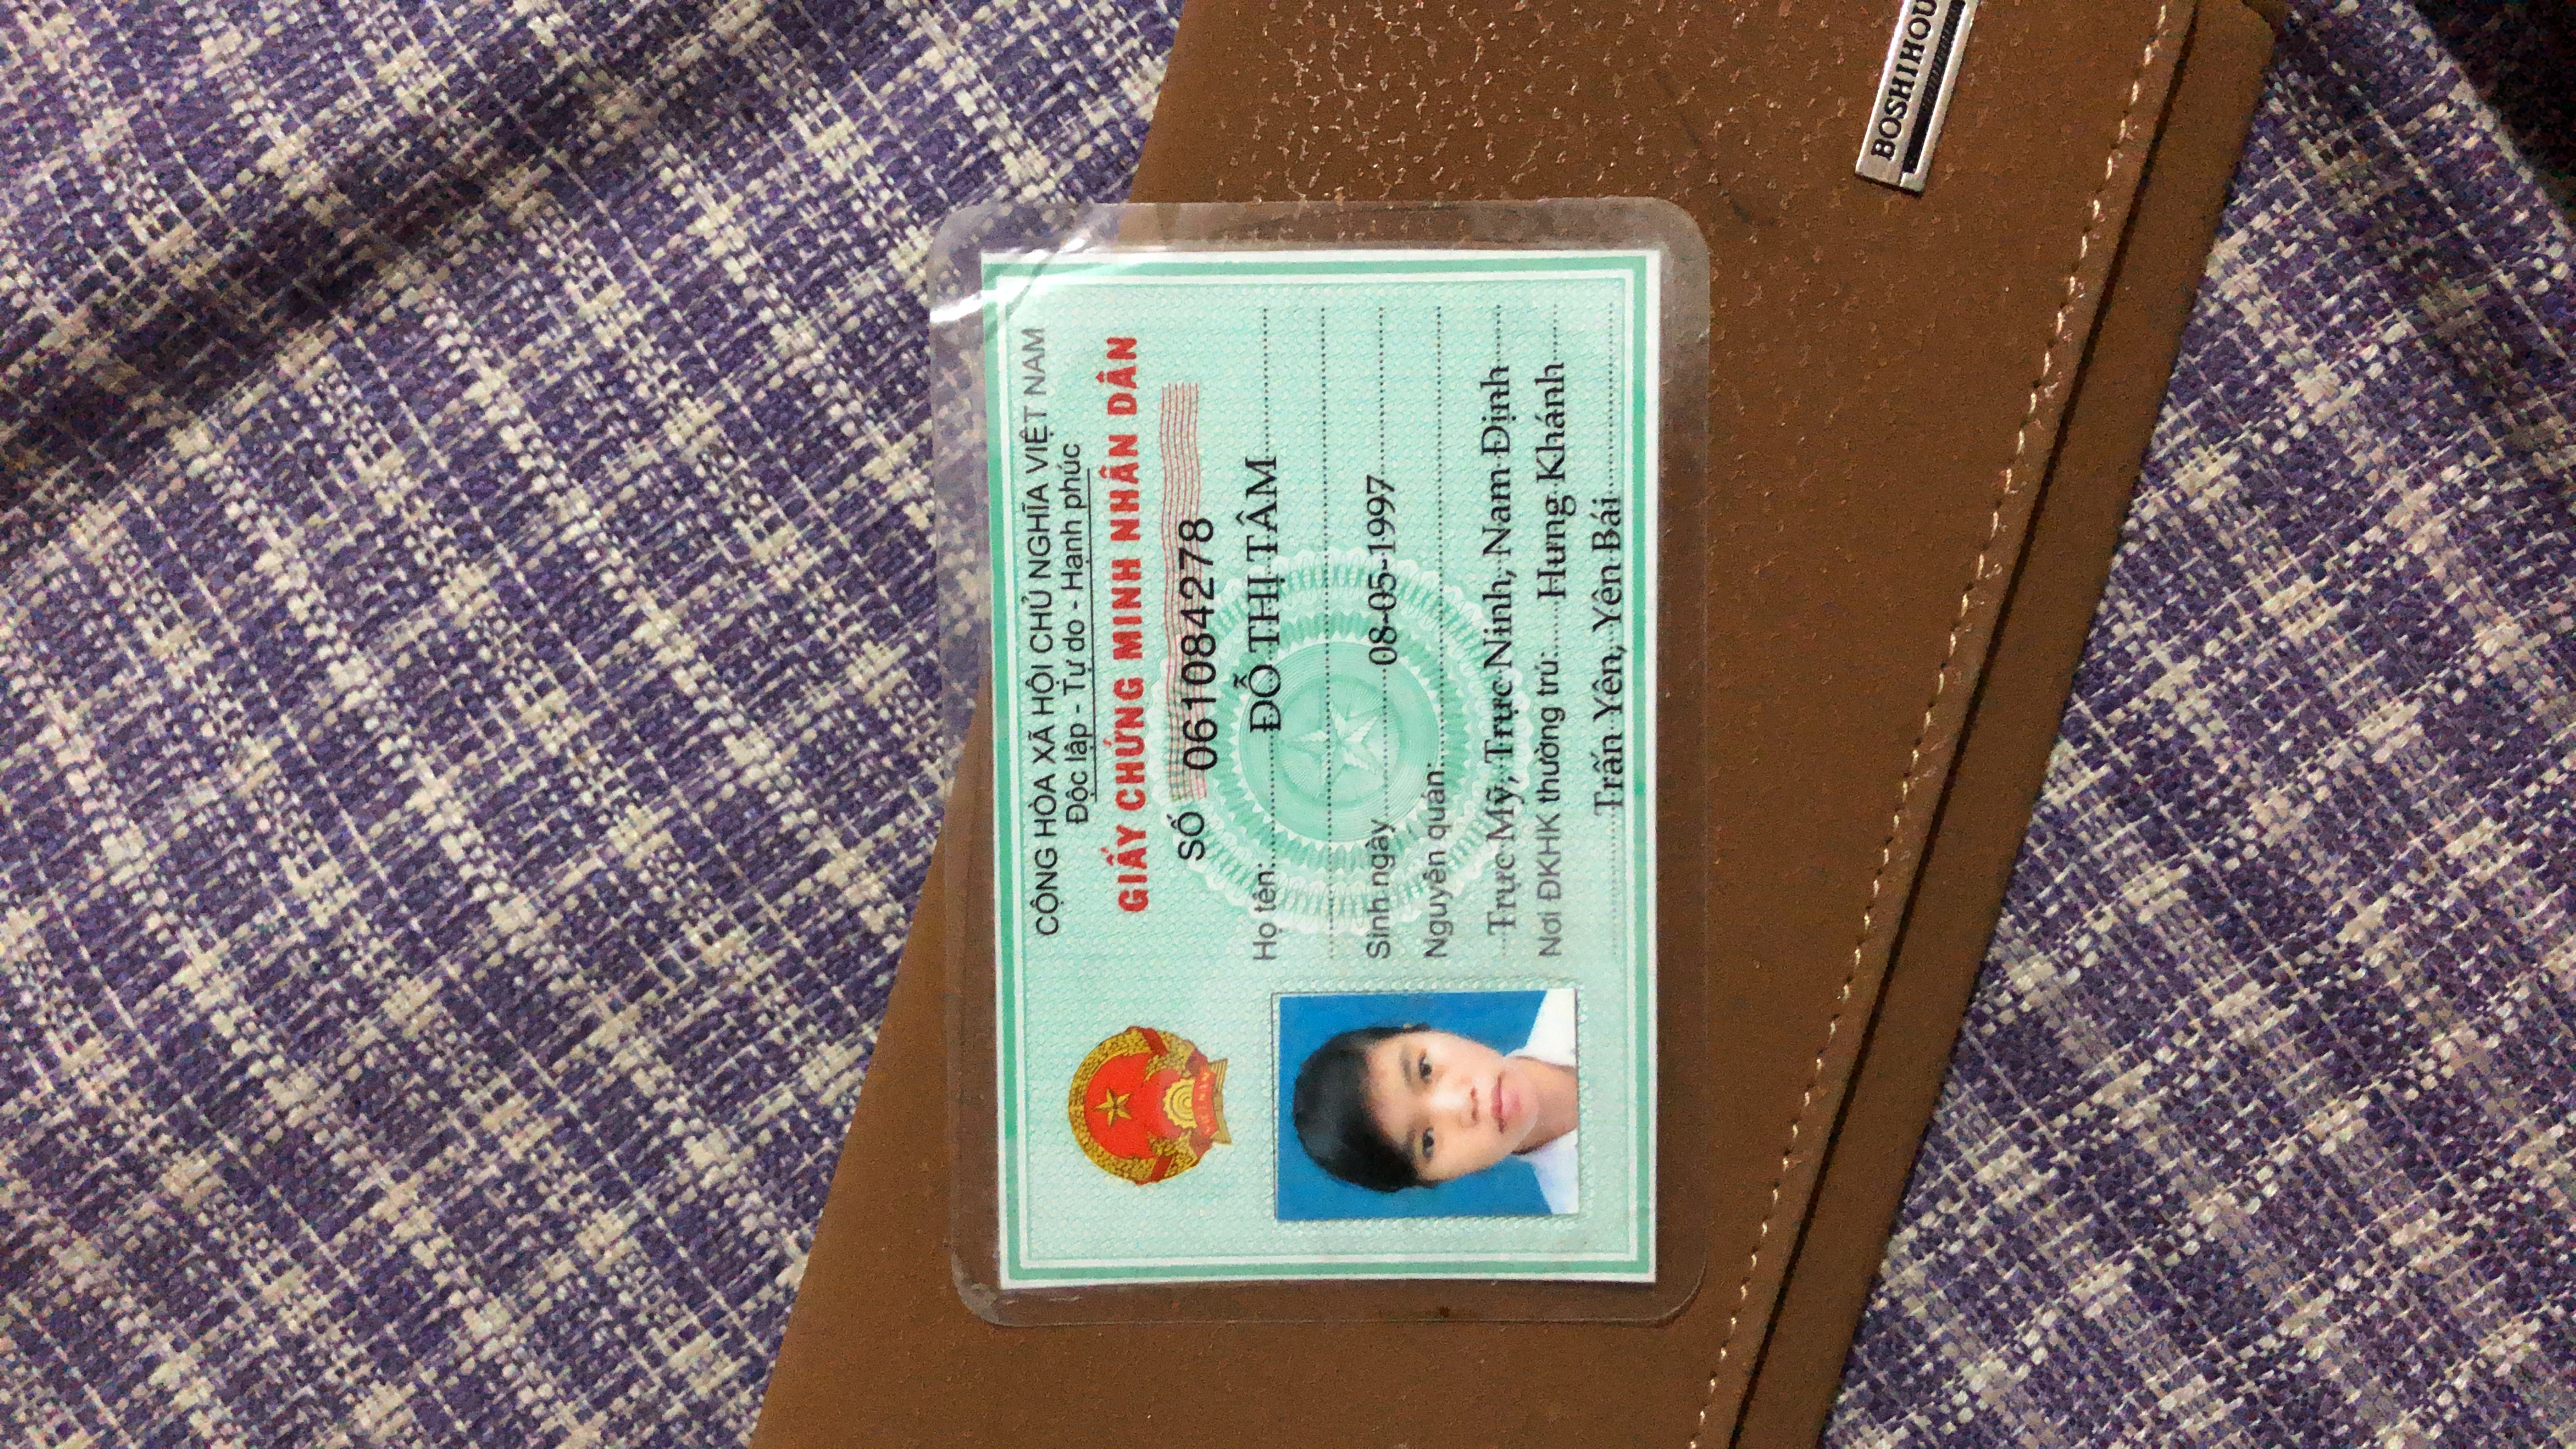 CỘNG HÒA XÃ HỘI CHỦ NGHĨA VIỆT NAM
Độc lập - Tự do - Hạnh phúc
GIẤY CHỨNG MINH NHÂN DÂN
SỐ 061084278
Họ tên: ĐỖ THỊ TÂM
Sinh ngày 08-05-1997
Nguyên quán:
Trực Mỹ, Trực Ninh, Nam Định
Nơi ĐKHK thường trú: Hưng Khánh
Trấn Yên, Yên Bái
VIỆT NAM
BOSHIHOU